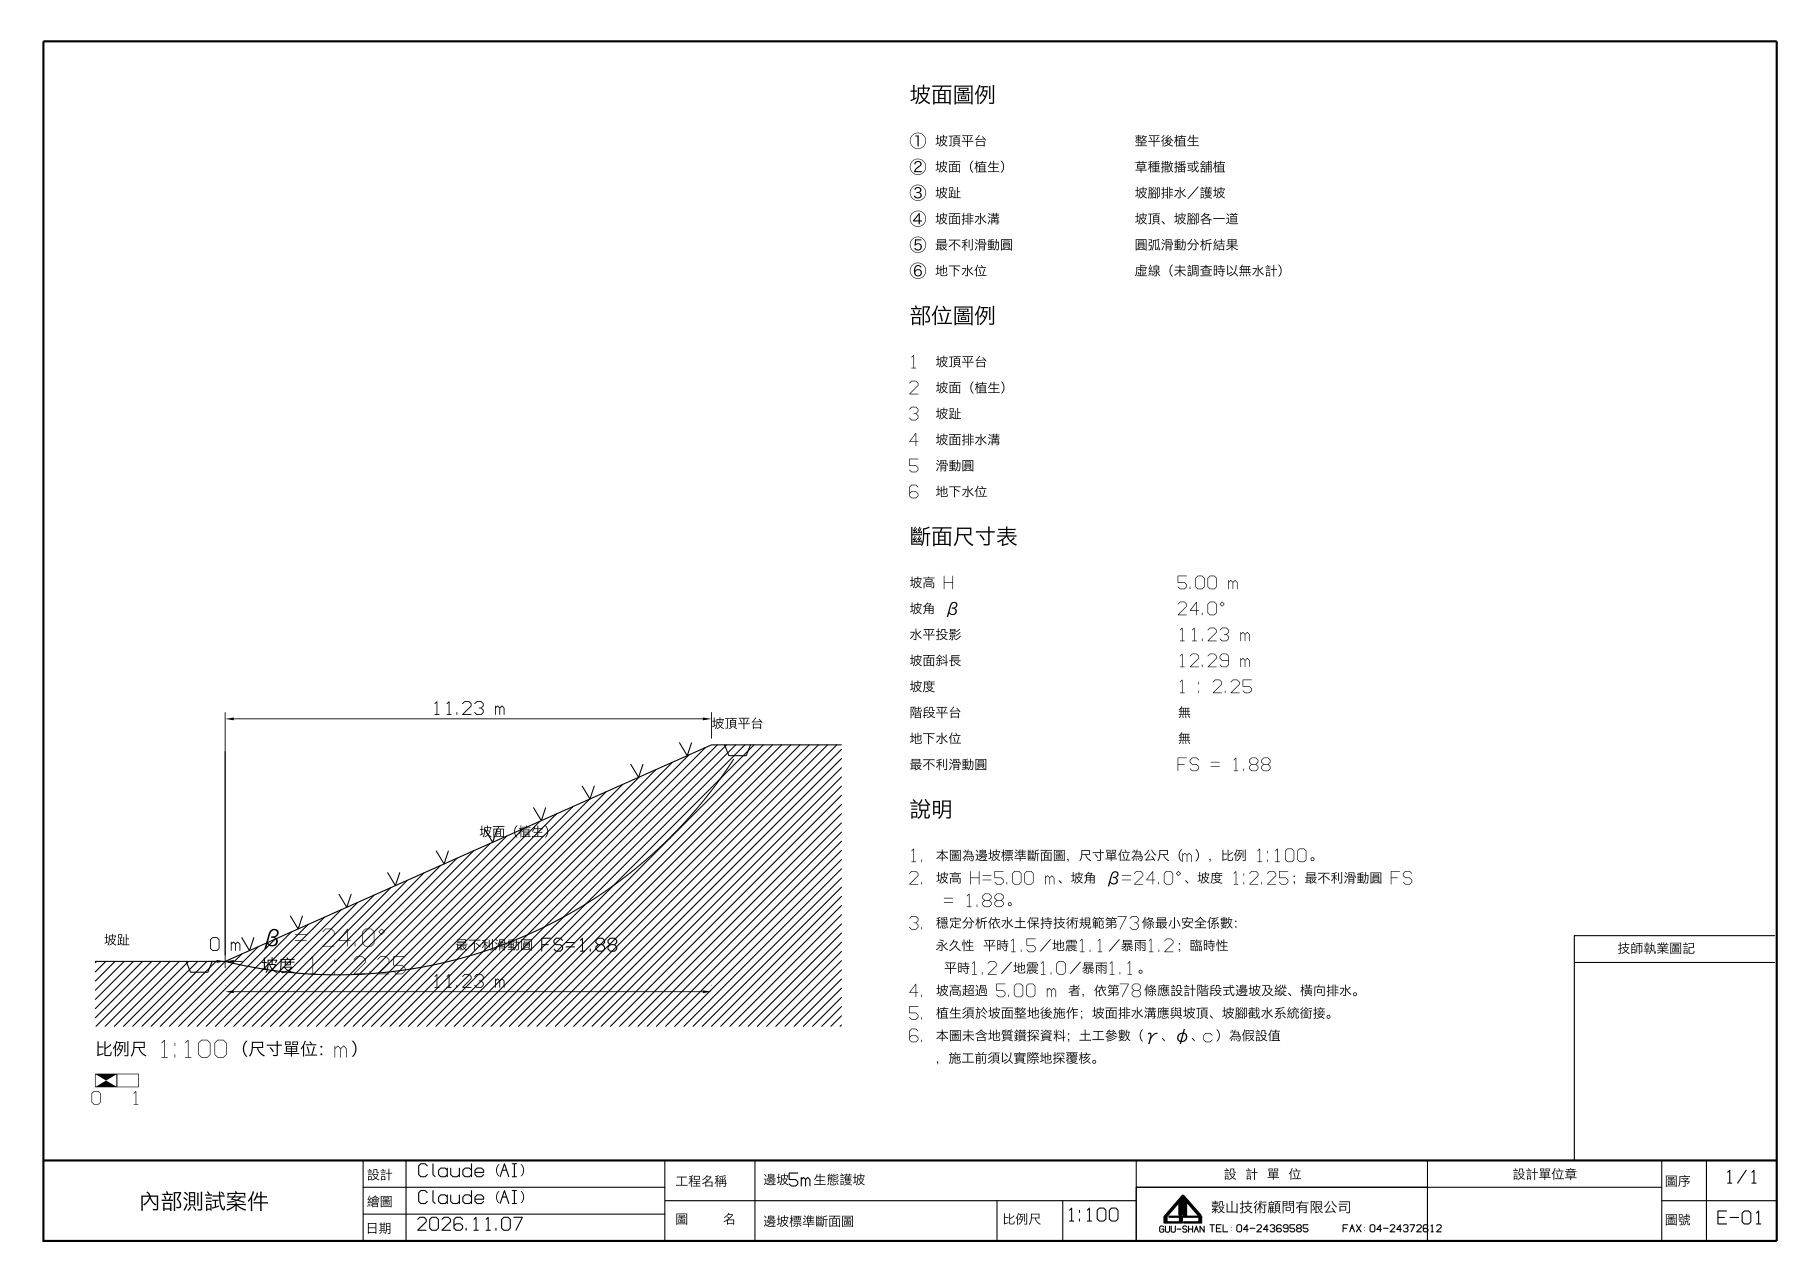 坡面圖例
① 坡頂平台 整平後植生
② 坡面（植生） 草種撒播或舖植
③ 坡趾 坡腳排水／護坡
④ 坡面排水溝 坡頂、坡腳各一道
⑤ 最不利滑動圓 圓弧滑動分析結果
⑥ 地下水位 虛線（未調查時以無水計）
部位圖例
1 坡頂平台
2 坡面（植生）
3 坡趾
4 坡面排水溝
5 滑動圓
6 地下水位
斷面尺寸表
坡高 H 5.00 m
坡角 β 24.0°
水平投影 11.23 m
坡面斜長 12.29 m
坡度 1 : 2.25
階段平台 無
地下水位 無
最不利滑動圓 FS = 1.88
說明
1. 本圖為邊坡標準斷面圖，尺寸單位為公尺（m），比例 1:100。
2. 坡高 H=5.00 m、坡角 β=24.0°、坡度 1:2.25；最不利滑動圓 FS
= 1.88。
3. 穩定分析依水土保持技術規範第73條最小安全係數：
永久性 平時1.5／地震1.1／暴雨1.2；臨時性
平時1.2／地震1.0／暴雨1.1。
4. 坡高超過 5.00 m 者，依第78條應設計階段式邊坡及縱、橫向排水。
5. 植生須於坡面整地後施作；坡面排水溝應與坡頂、坡腳截水系統銜接。
6. 本圖未含地質鑽探資料；土工參數（γ、φ、c）為假設值
，施工前須以實際地探覆核。
11.23 m
坡頂平台
坡面（植生）
坡趾
0 m
β = 24.0°
最不利滑動圓 FS=1.88
坡度 1 : 2.25
11.23 m
比例尺 1:100（尺寸單位：m）
0 1
技師執業圖記
內部測試案件
設計 Claude (AI)
繪圖 Claude (AI)
日期 2026.11.07
工程名稱 邊坡5m生態護坡
圖名 邊坡標準斷面圖
比例尺 1:100
設計單位
GUU-SHAN
穀山技術顧問有限公司
TEL: 04-24369585 FAX: 04-24372612
設計單位章
圖序 1/1
圖號 E-01